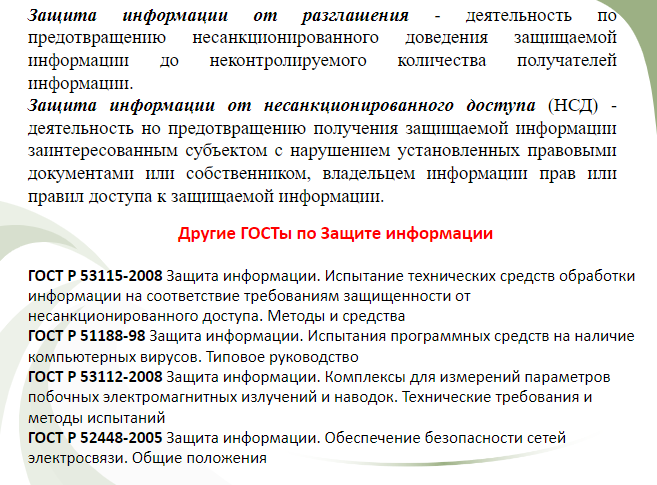 Защита информации от разглашения - деятельность по
предотвращению несанкционированного доведения защищаемой
информации до неконтролируемого количества получателей
информации.
Защита информации от несанкционированного доступа (НСД) -
деятельность но предотвращению получения защищаемой информации
заинтересованным субъектом с нарушением установленных правовыми
документами или собственником, владельцем информации прав или
правил доступа к защищаемой информации.
Другие ГОСТы по Защите информации
ГОСТ Р 53115-2008 Защита информации. Испытание технических средств обработки
информации на соответствие требованиям защищенности от
несанкционированного доступа. Методы и средства
ГОСТ Р 51188-98 Защита информации. Испытания программных средств на наличие
компьютерных вирусов. Типовое руководство
ГОСТ Р 53112-2008 Защита информации. Комплексы для измерений параметров
побочных электромагнитных излучений и наводок. Технические требования и
методы испытаний
ГОСТ Р 52448-2005 Защита информации. Обеспечение безопасности сетей
электросвязи. Общие положения